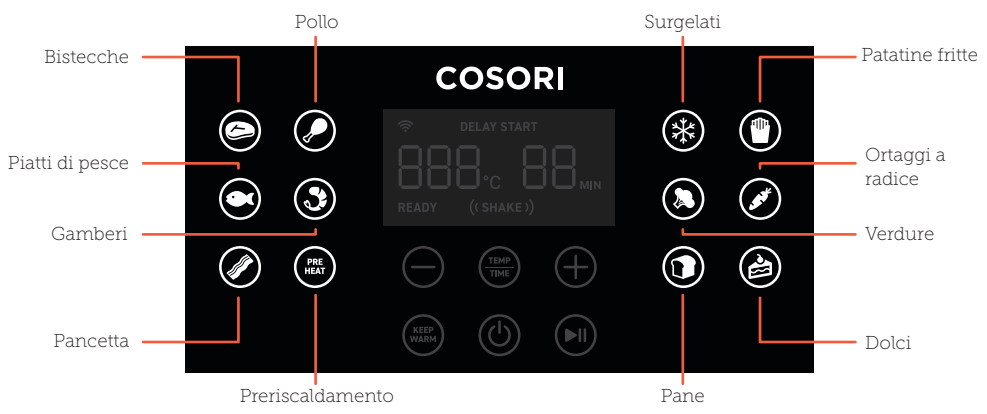 Pollo
Surgelati
Bistecche
Patatine fritte
COSORI
DELAY START
Piatti di pesce
Ortaggi a
radice
888 °C 88 MIN
READY ((SHAKE))
Gamberi
Verdure
PRE
HEAT
TEMP
TIME
KEEP
WARM
Pancetta
Dolci
Preriscaldamento
Pane